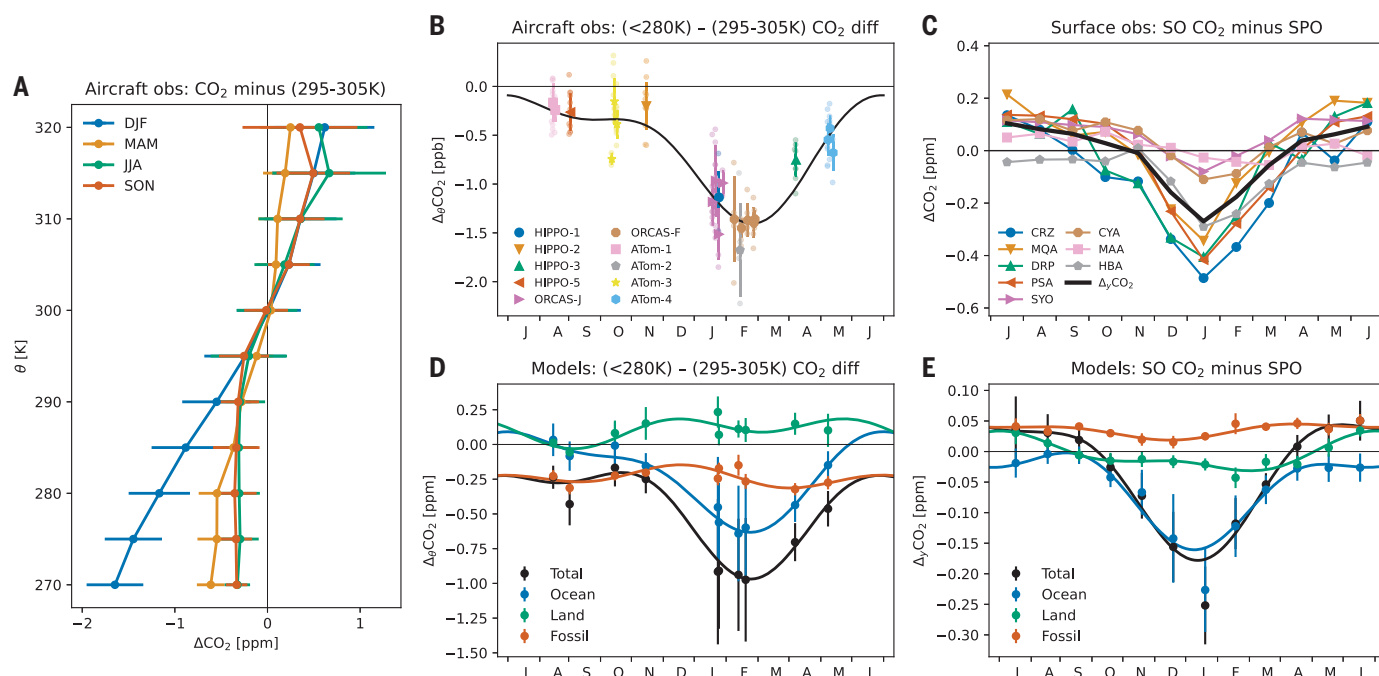 A
Aircraft obs: CO₂ minus (295-305K)
DJF
MAM
JJA
SON
320
310
300
290
280
270
θ [K]
−2
−1
0
1
ΔCO₂ [ppm]
B
Aircraft obs: (<280K) – (295-305K) CO₂ diff
0.0
−0.5
−1.0
−1.5
−2.0
Δ_θCO₂ [ppb]
HIPPO-1
HIPPO-2
HIPPO-3
HIPPO-5
ORCAS-J
ORCAS-F
ATom-1
ATom-2
ATom-3
ATom-4
J A S O N D J F M A M J
C
Surface obs: SO CO₂ minus SPO
0.4
0.2
0.0
−0.2
−0.4
−0.6
ΔCO₂ [ppm]
CRZ
MQA
DRP
PSA
SYO
CYA
MAA
HBA
Δ_yCO₂
J A S O N D J F M A M J
D
Models: (<280K) – (295-305K) CO₂ diff
0.25
0.00
−0.25
−0.50
−0.75
−1.00
−1.25
−1.50
Δ_θCO₂ [ppm]
Total
Ocean
Land
Fossil
J A S O N D J F M A M J
E
Models: SO CO₂ minus SPO
0.10
0.05
0.00
−0.05
−0.10
−0.15
−0.20
−0.25
−0.30
Δ_yCO₂ [ppm]
Total
Ocean
Land
Fossil
J A S O N D J F M A M J